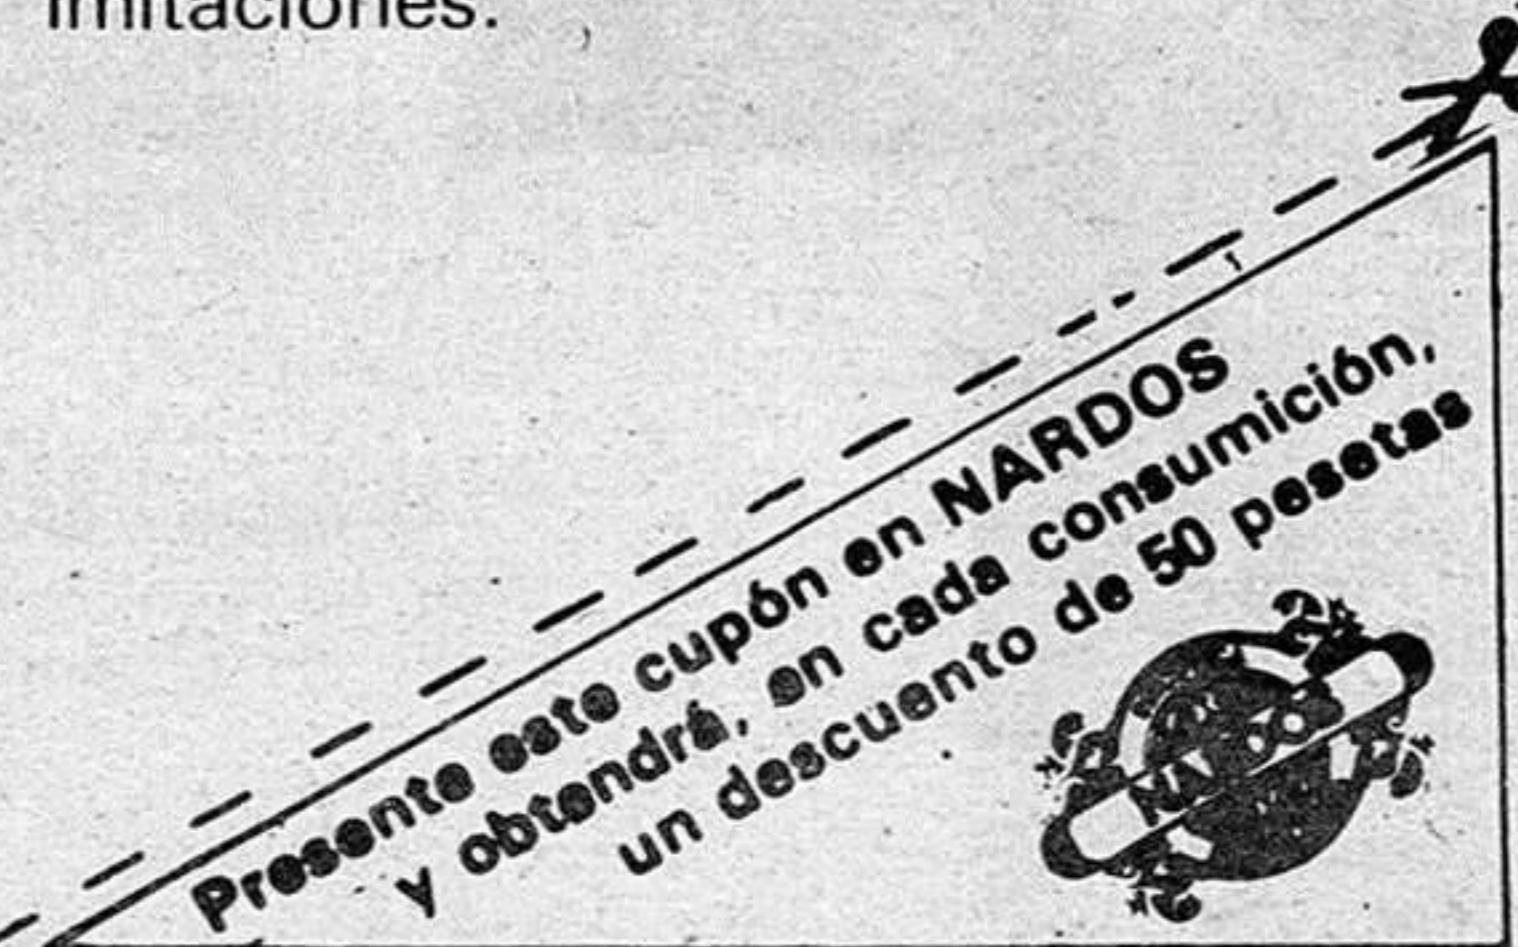 imitaciones.
Presente este cupón en NARDOS
y obtendrá, en cada consumición,
un descuento de 50 pesetas